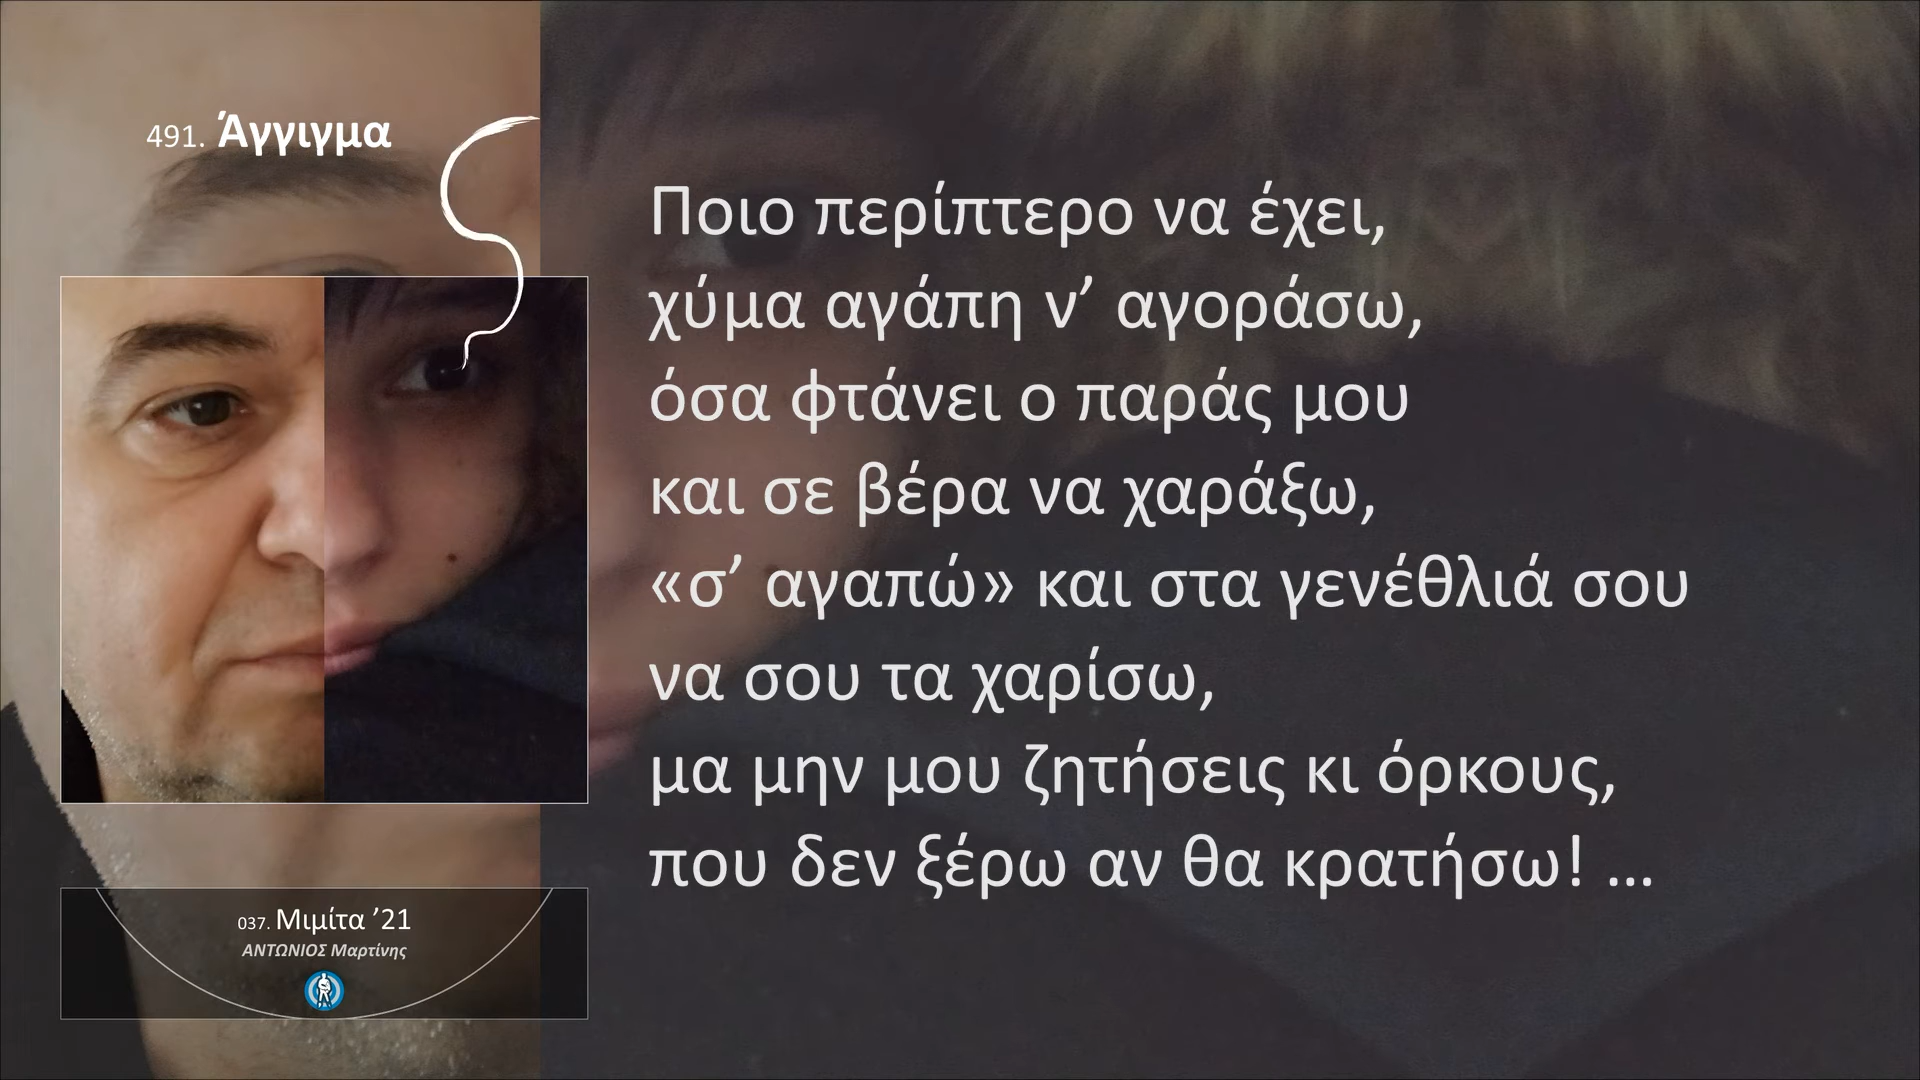 491. Άγγιγμα
Ποιο περίπτερο να έχει,
χύμα αγάπη ν’ αγοράσω,
όσα φτάνει ο παράς μου
και σε βέρα να χαράξω,
«σ’ αγαπώ» και στα γενέθλιά σου
να σου τα χαρίσω,
μα μην μου ζητήσεις κι όρκους,
που δεν ξέρω αν θα κρατήσω! ...
037. Μιμίτα ’21
ΑΝΤΩΝΙΟΣ Μαρτίνης